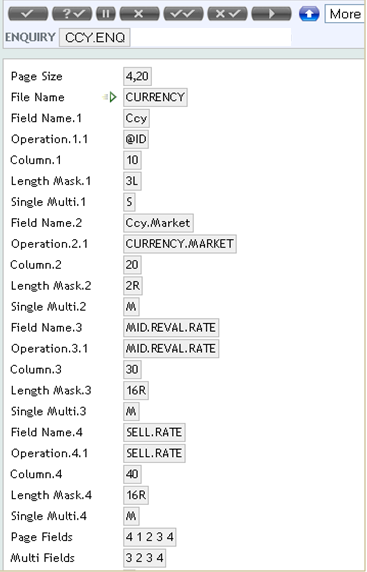 More
ENQUIRY CCY.ENQ
Page Size 4,20
File Name CURRENCY
Field Name.1 Ccy
Operation.1.1 @ID
Column.1 10
Length Mask.1 3L
Single Multi.1 S
Field Name.2 Ccy.Market
Operation.2.1 CURRENCY.MARKET
Column.2 20
Length Mask.2 2R
Single Multi.2 M
Field Name.3 MID.REVAL.RATE
Operation.3.1 MID.REVAL.RATE
Column.3 30
Length Mask.3 16R
Single Multi.3 M
Field Name.4 SELL.RATE
Operation.4.1 SELL.RATE
Column.4 40
Length Mask.4 16R
Single Multi.4 M
Page Fields 4 1 2 3 4
Multi Fields 3 2 3 4